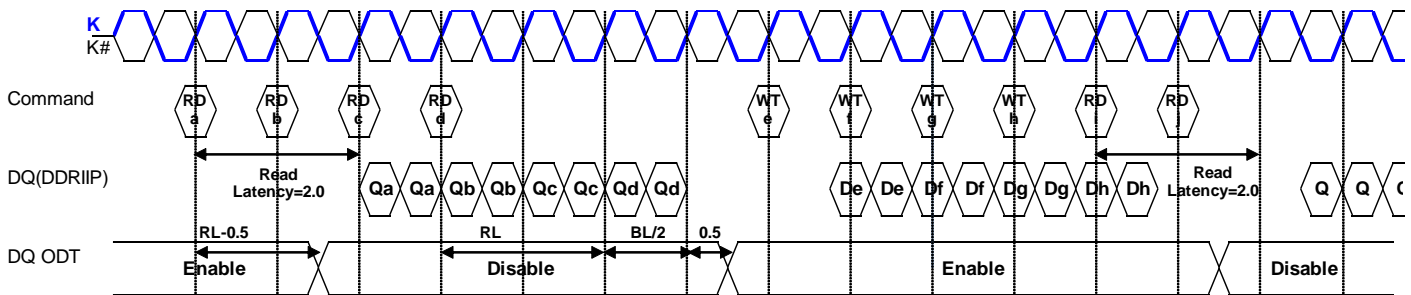 K
K#
Command
RD a
RD b
RD c
RD d
WT e
WT f
WT g
WT h
RD i
RD j
Read
Latency=2.0
Read
Latency=2.0
DQ(DDRIIP)
Qa Qa Qb Qb Qc Qc Qd Qd
De De Df Df Dg Dg Dh Dh
Q Q
RL-0.5
RL
BL/2
0.5
DQ ODT
Enable
Disable
Enable
Disable